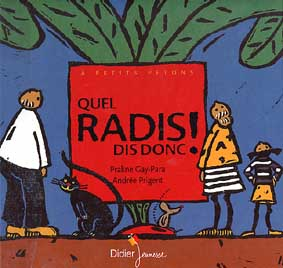 À PETITS PETONS
QUEL
RADIS!
DIS DONC
Praline Gay-Para
Andrée Prigent
Didier Jeunesse